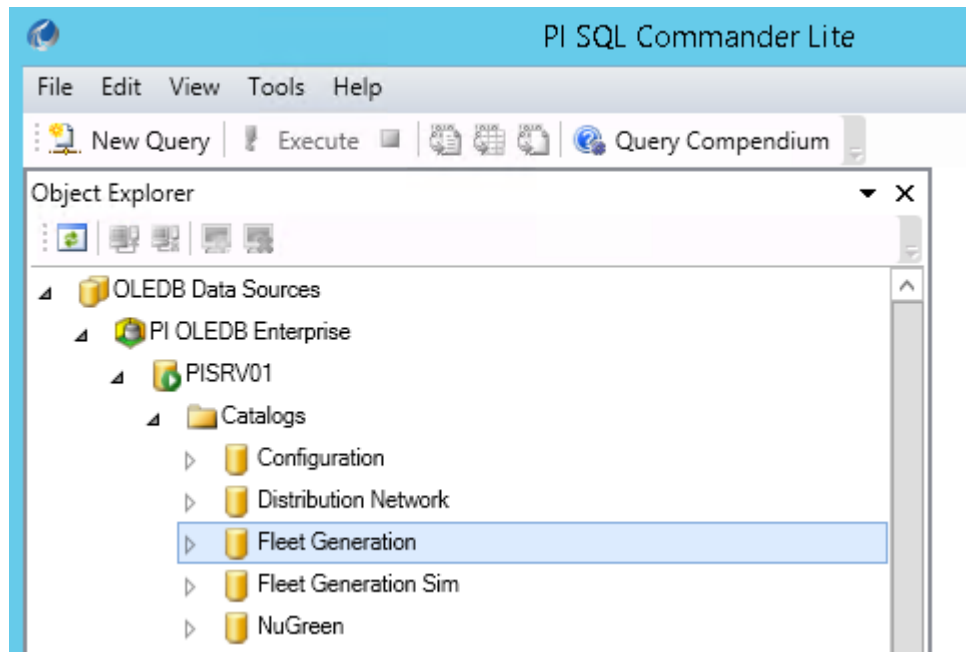 PI SQL Commander Lite
File Edit View Tools Help
New Query Execute Query Compendium
Object Explorer
OLEDB Data Sources
PI OLEDB Enterprise
PISRV01
Catalogs
Configuration
Distribution Network
Fleet Generation
Fleet Generation Sim
NuGreen